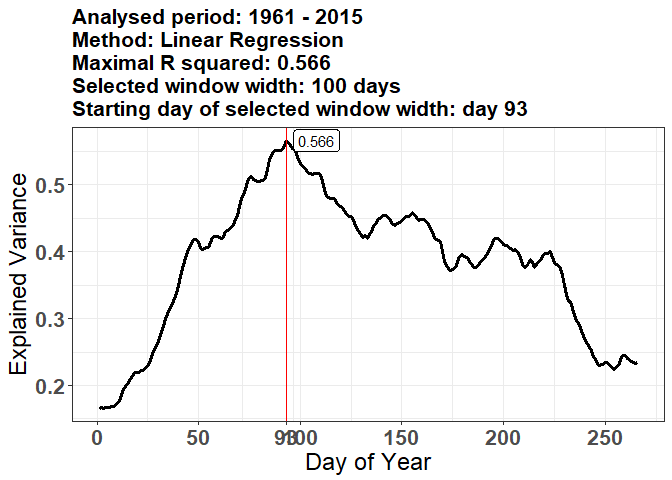 Analysed period: 1961 - 2015
Method: Linear Regression
Maximal R squared: 0.566
Selected window width: 100 days
Starting day of selected window width: day 93
0.566
Explained Variance
0.5
0.4
0.3
0.2
0 50 93 100 150 200 250
Day of Year